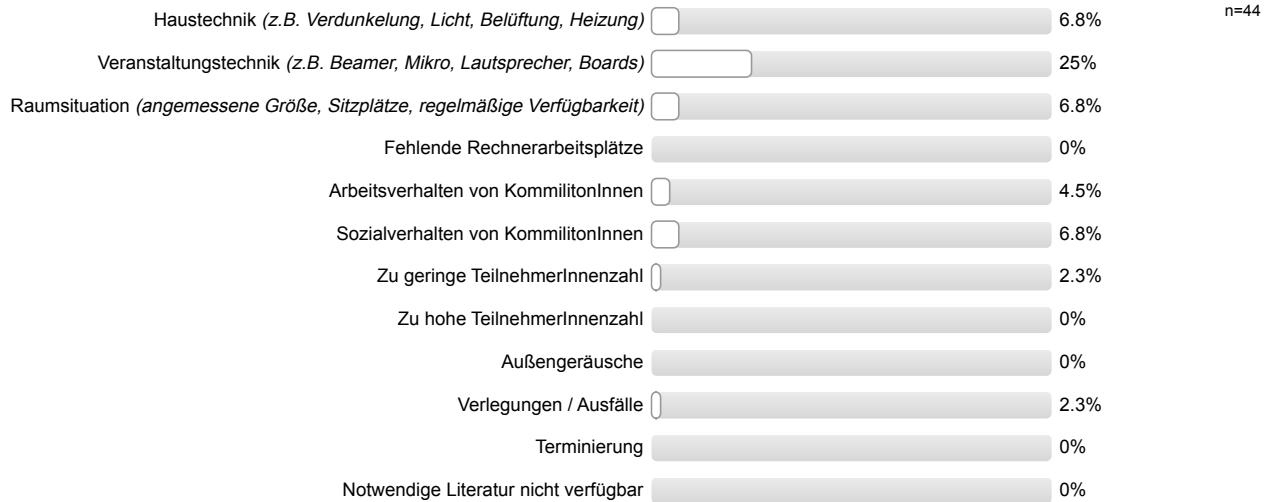 Haustechnik (z.B. Verdunkelung, Licht, Belüftung, Heizung) 6.8% n=44
Veranstaltungstechnik (z.B. Beamer, Mikro, Lautsprecher, Boards) 25%
Raumsituation (angemessene Größe, Sitzplätze, regelmäßige Verfügbarkeit) 6.8%
Fehlende Rechnerarbeitsplätze 0%
Arbeitsverhalten von KommilitonInnen 4.5%
Sozialverhalten von KommilitonInnen 6.8%
Zu geringe TeilnehmerInnenzahl 2.3%
Zu hohe TeilnehmerInnenzahl 0%
Außengeräusche 0%
Verlegungen / Ausfälle 2.3%
Terminierung 0%
Notwendige Literatur nicht verfügbar 0%